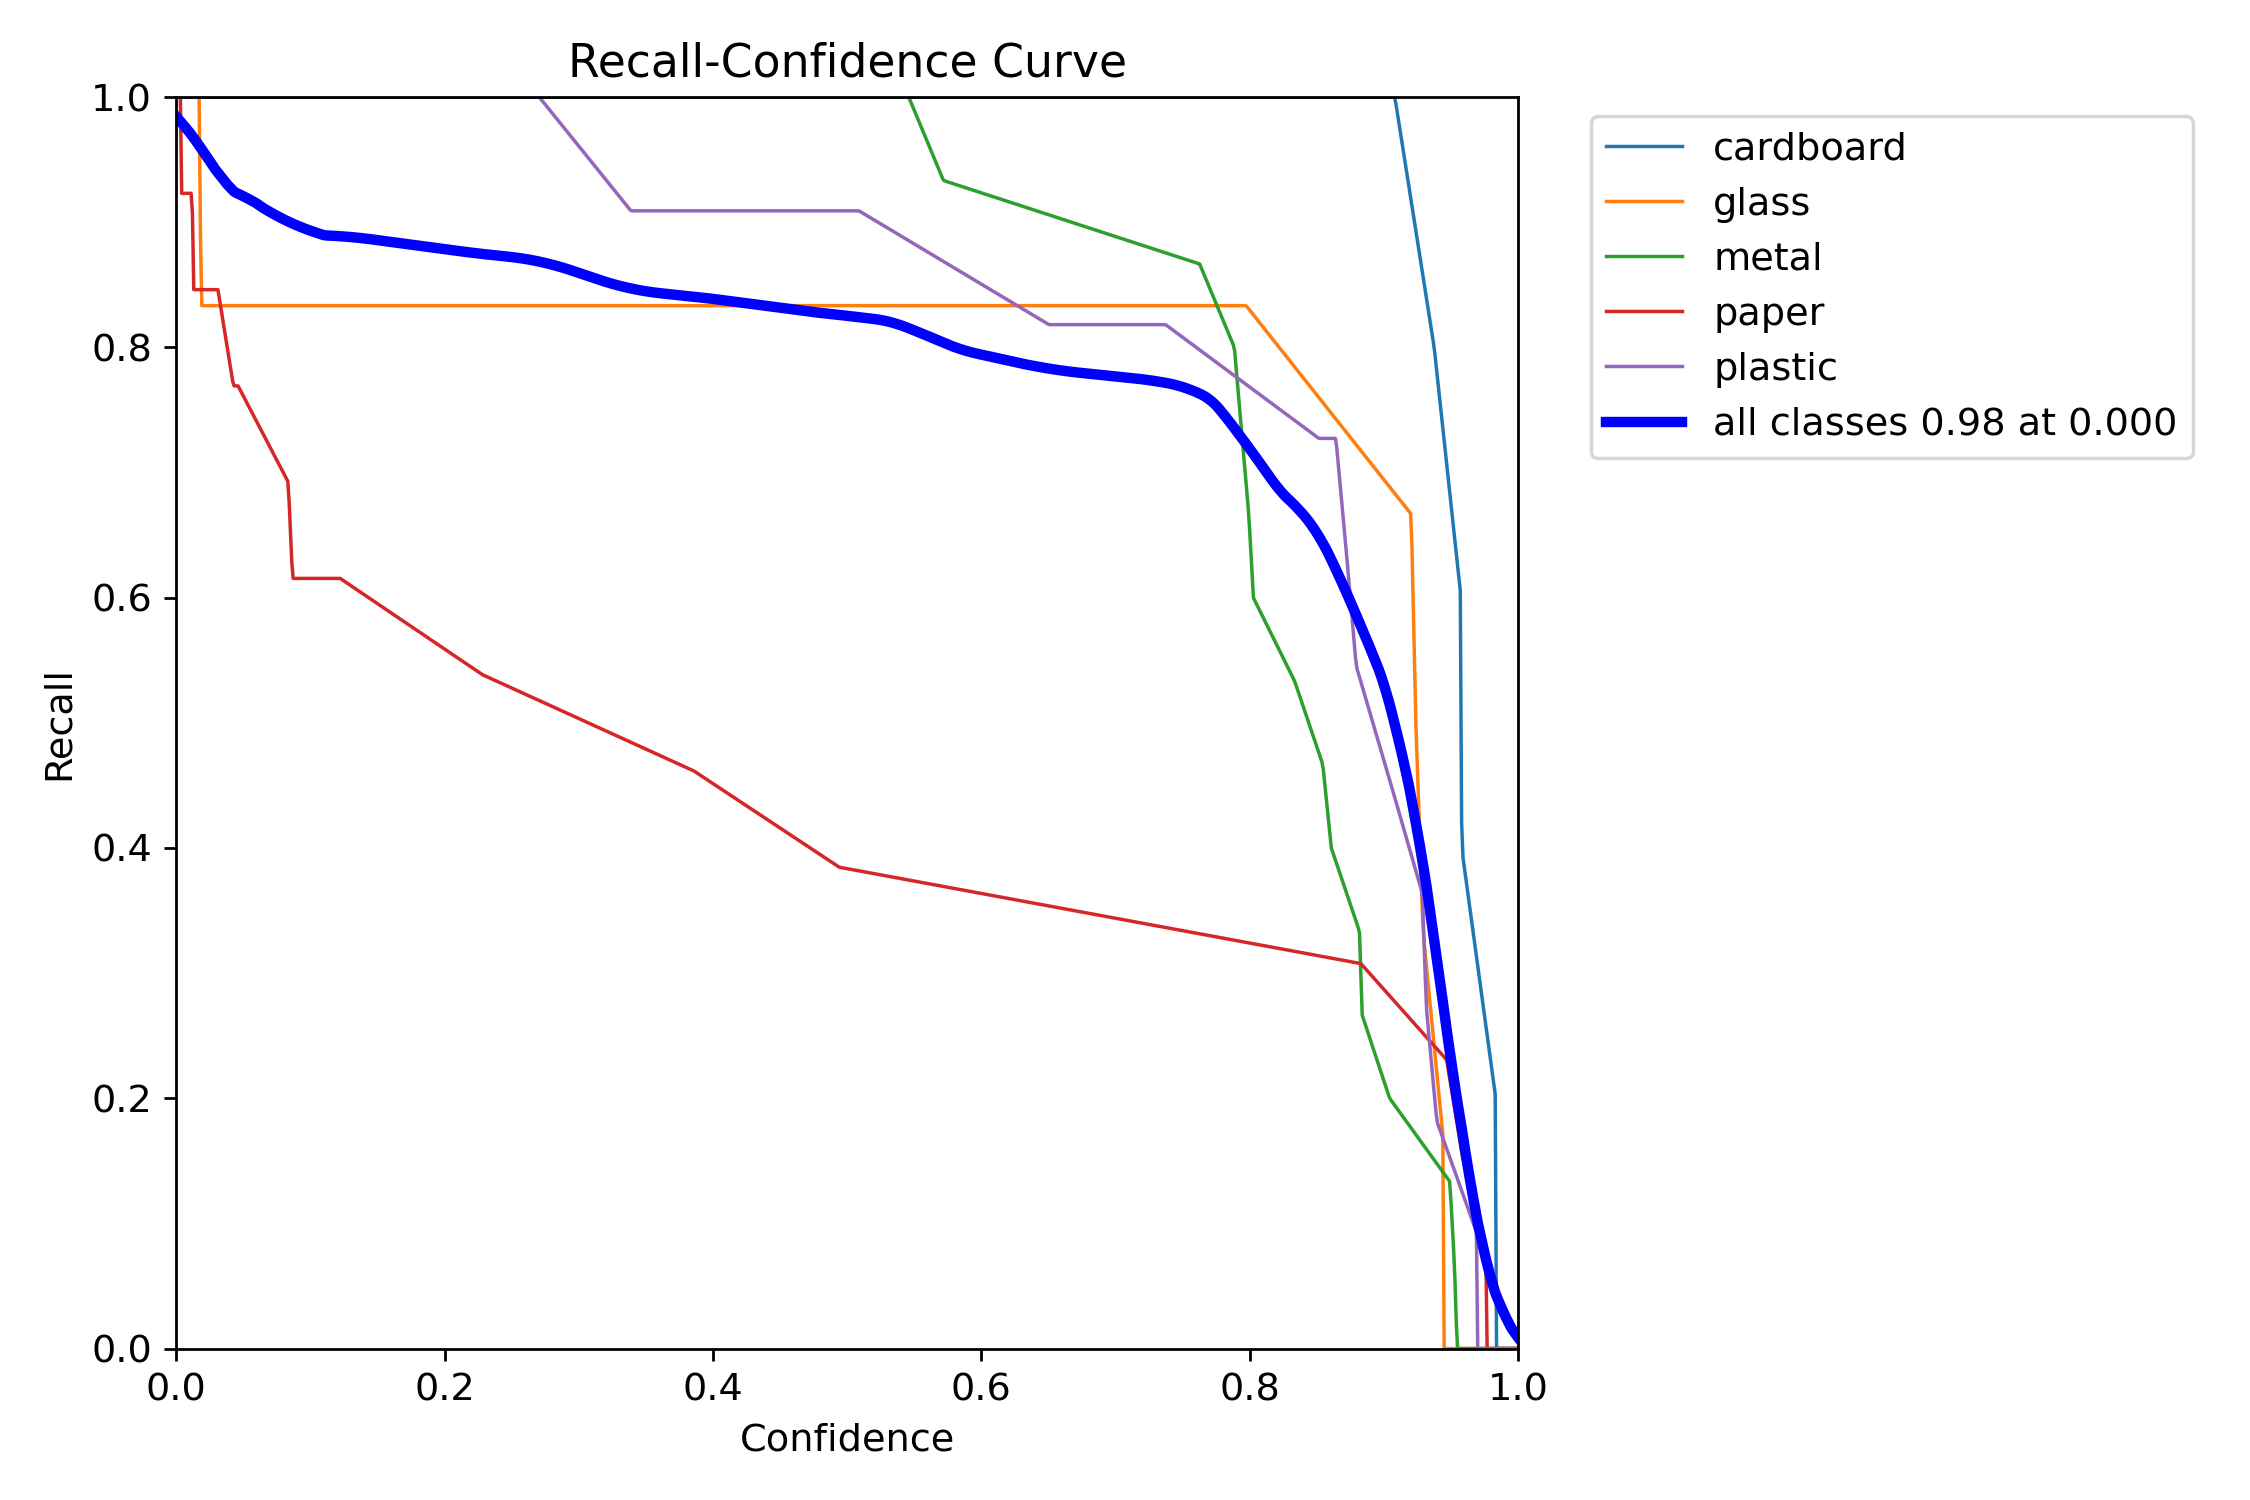 Recall-Confidence Curve
1.0
0.8
0.6
0.4
0.2
0.0
Recall
0.0 0.2 0.4 0.6 0.8 1.0
Confidence
cardboard
glass
metal
paper
plastic
all classes 0.98 at 0.000